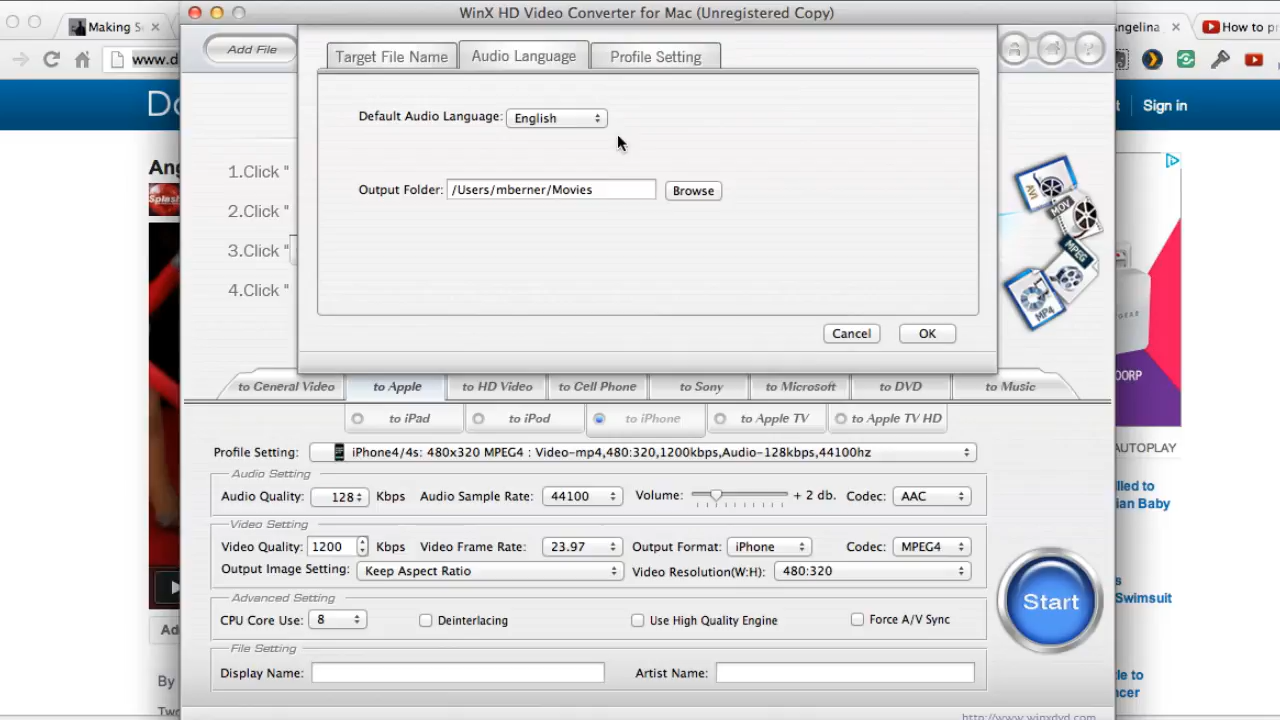 WinX HD Video Converter for Mac (Unregistered Copy)
Making S
Angelina
How to p
www.d
Add File
Target File Name
Audio Language
Profile Setting
Sign in
Default Audio Language: English
Output Folder: /Users/mberner/Movies Browse
1.Click "
2.Click "
3.Click "
4.Click "
AVI
MOV
MPEG
MP4
Splash
Cancel OK
to General Video to Apple to HD Video to Cell Phone to Sony to Microsoft to DVD to Music
to iPad to iPod to iPhone to Apple TV to Apple TV HD
Profile Setting: iPhone4/4s: 480x320 MPEG4 : Video-mp4,480:320,1200kbps,Audio-128kbps,44100hz
AUTOPLAY
Audio Setting
Audio Quality: 128 Kbps Audio Sample Rate: 44100 Volume: + 2 db. Codec: AAC
Video Setting
Video Quality: 1200 Kbps Video Frame Rate: 23.97 Output Format: iPhone Codec: MPEG4
Output Image Setting: Keep Aspect Ratio Video Resolution(W:H): 480:320
Advanced Setting
CPU Core Use: 8 Deinterlacing Use High Quality Engine Force A/V Sync
Start
File Setting
Display Name: Artist Name:
lled to
ian Baby
Swimsuit
tle to
ncer
Ad
By
Two
http://www.winxdvd.com